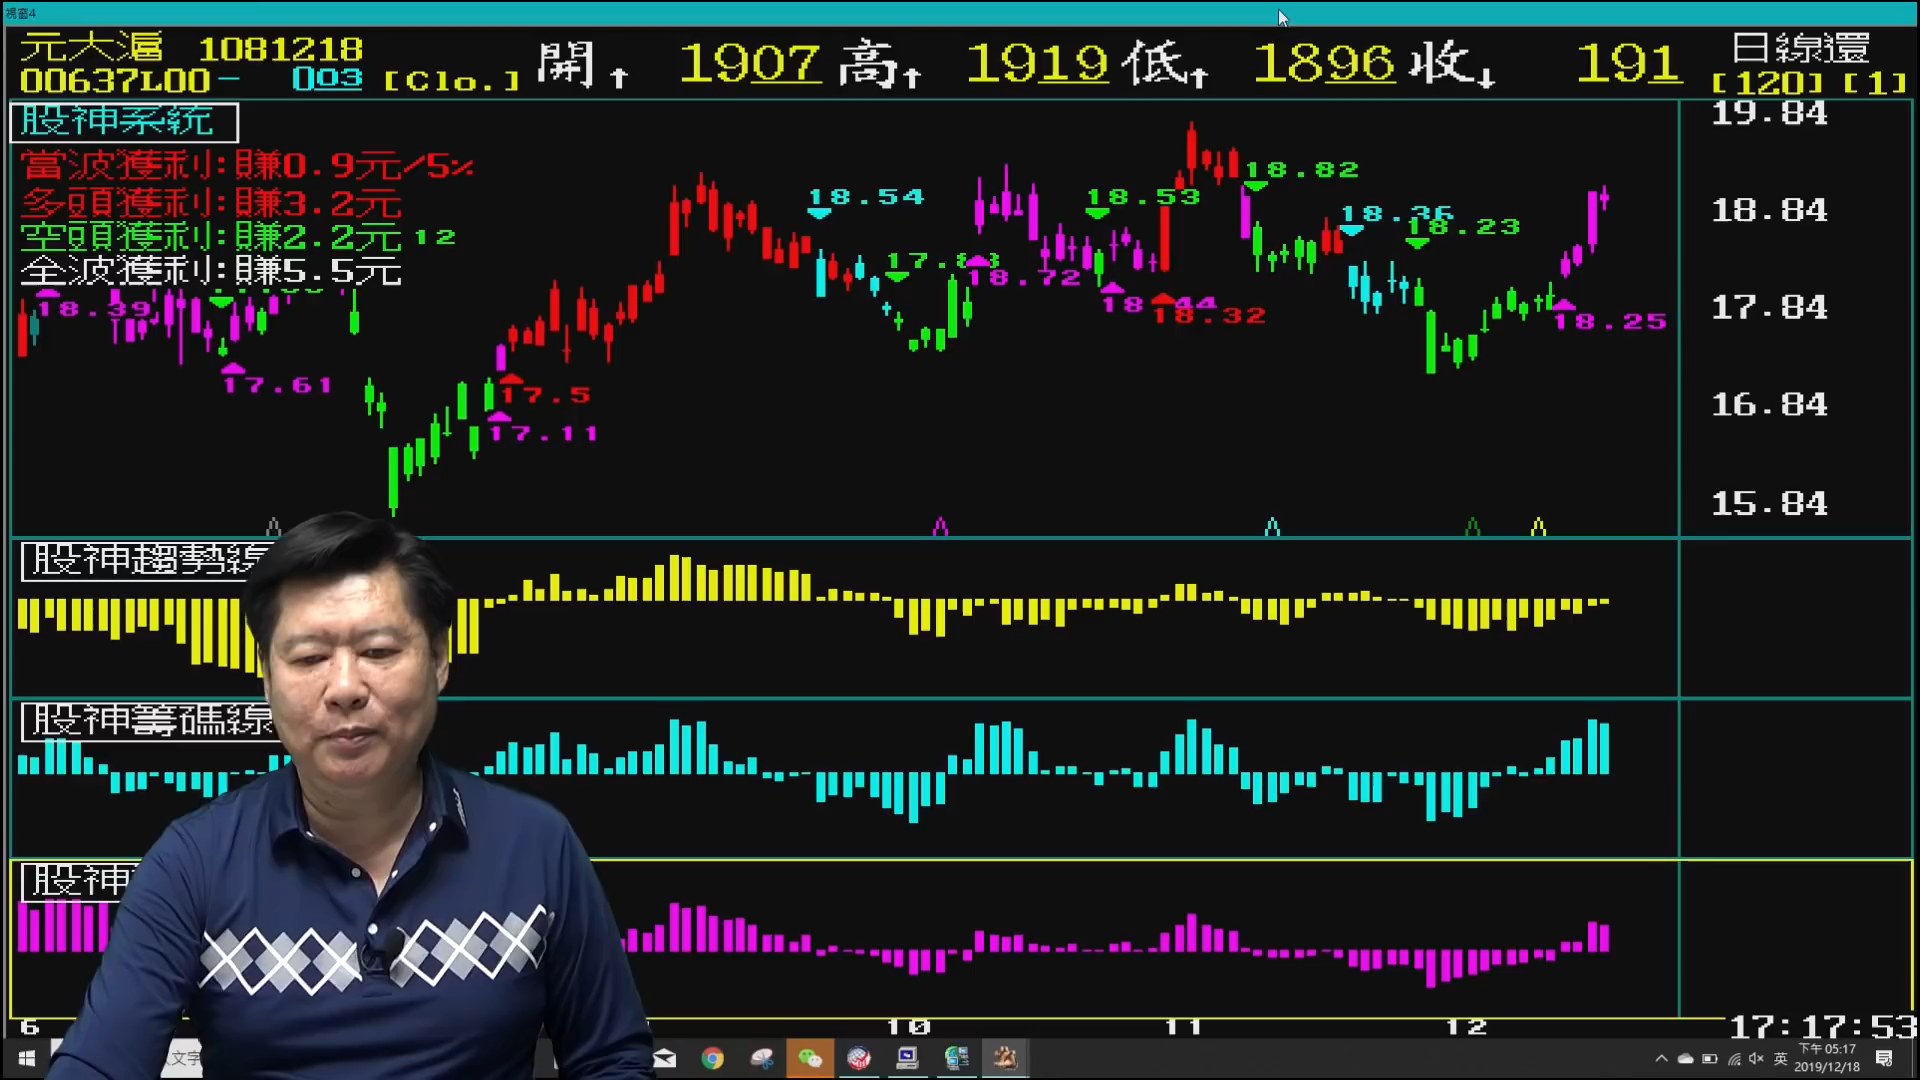 視窗4
元大滬 1081218 開↑ 1907 高↑ 1919 低↑ 1896 收↓ 191 日線還
00637L00- 003 [Clo.] [120] [1]
股神系統
當波獲利:賺0.9元/5%
多頭獲利:賺3.2元
空頭獲利:賺2.2元 12
全波獲利:賺5.5元
19.84
18.84
17.84
16.84
15.84
18.39
17.61
17.5
17.11
18.54
18.72
18.53
18.32
18.82
18.36
18.23
18.25
股神趨勢線
股神籌碼線
股神
6 10 11 12 17:17:53
文字
英
下午 05:17
2019/12/18